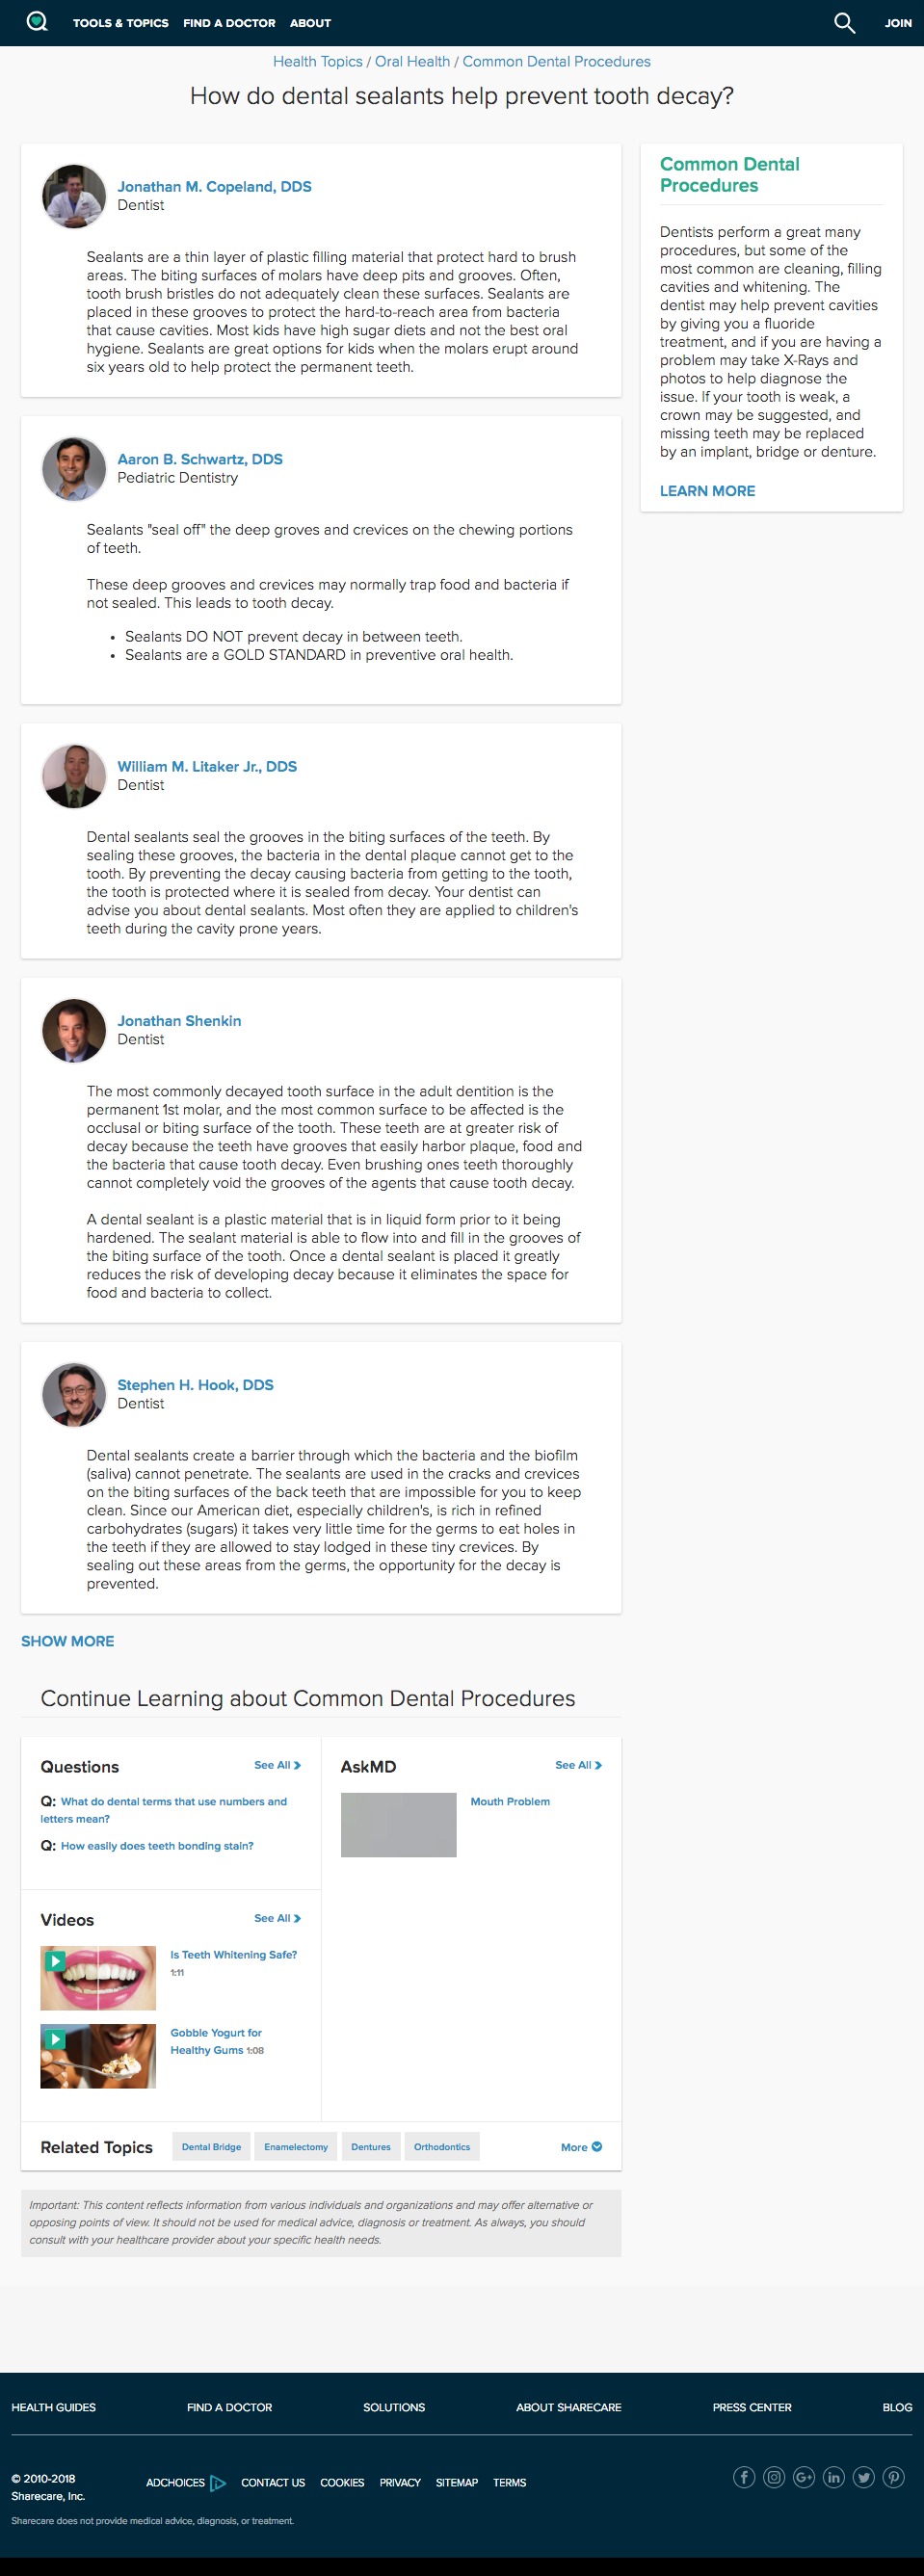 TOOLS & TOPICS FIND A DOCTOR ABOUT JOIN
Health Topics / Oral Health / Common Dental Procedures
How do dental sealants help prevent tooth decay?
Jonathan M. Copeland, DDS
Dentist
Sealants are a thin layer of plastic filling material that protect hard to brush
areas. The biting surfaces of molars have deep pits and grooves. Often,
tooth brush bristles do not adequately clean these surfaces. Sealants are
placed in these grooves to protect the hard-to-reach area from bacteria
that cause cavities. Most kids have high sugar diets and not the best oral
hygiene. Sealants are great options for kids when the molars erupt around
six years old to help protect the permanent teeth.
Aaron B. Schwartz, DDS
Pediatric Dentistry
Sealants "seal off" the deep groves and crevices on the chewing portions
of teeth.
These deep grooves and crevices may normally trap food and bacteria if
not sealed. This leads to tooth decay.
• Sealants DO NOT prevent decay in between teeth.
• Sealants are a GOLD STANDARD in preventive oral health.
William M. Litaker Jr., DDS
Dentist
Dental sealants seal the grooves in the biting surfaces of the teeth. By
sealing these grooves, the bacteria in the dental plaque cannot get to the
tooth. By preventing the decay causing bacteria from getting to the tooth,
the tooth is protected where it is sealed from decay. Your dentist can
advise you about dental sealants. Most often they are applied to children's
teeth during the cavity prone years.
Jonathan Shenkin
Dentist
The most commonly decayed tooth surface in the adult dentition is the
permanent 1st molar, and the most common surface to be affected is the
occlusal or biting surface of the tooth. These teeth are at greater risk of
decay because the teeth have grooves that easily harbor plaque, food and
the bacteria that cause tooth decay. Even brushing ones teeth thoroughly
cannot completely void the grooves of the agents that cause tooth decay.
A dental sealant is a plastic material that is in liquid form prior to it being
hardened. The sealant material is able to flow into and fill in the grooves of
the biting surface of the tooth. Once a dental sealant is placed it greatly
reduces the risk of developing decay because it eliminates the space for
food and bacteria to collect.
Stephen H. Hook, DDS
Dentist
Dental sealants create a barrier through which the bacteria and the biofilm
(saliva) cannot penetrate. The sealants are used in the cracks and crevices
on the biting surfaces of the back teeth that are impossible for you to keep
clean. Since our American diet, especially children's, is rich in refined
carbohydrates (sugars) it takes very little time for the germs to eat holes in
the teeth if they are allowed to stay lodged in these tiny crevices. By
sealing out these areas from the germs, the opportunity for the decay is
prevented.
SHOW MORE
Common Dental
Procedures
Dentists perform a great many
procedures, but some of the
most common are cleaning, filling
cavities and whitening. The
dentist may help prevent cavities
by giving you a fluoride
treatment, and if you are having a
problem may take X-Rays and
photos to help diagnose the
issue. If your tooth is weak, a
crown may be suggested, and
missing teeth may be replaced
by an implant, bridge or denture.
LEARN MORE
Continue Learning about Common Dental Procedures
Questions See All
Q: What do dental terms that use numbers and
letters mean?
Q: How easily does teeth bonding stain?
AskMD See All
Mouth Problem
Videos See All
Is Teeth Whitening Safe?
1:11
Gobble Yogurt for
Healthy Gums 1:08
Related Topics Dental Bridge Enamelectomy Dentures Orthodontics More
Important: This content reflects information from various individuals and organizations and may offer alternative or
opposing points of view. It should not be used for medical advice, diagnosis or treatment. As always, you should
consult with your healthcare provider about your specific health needs.
HEALTH GUIDES FIND A DOCTOR SOLUTIONS ABOUT SHARECARE PRESS CENTER BLOG
© 2010-2018
Sharecare, Inc.
ADCHOICES CONTACT US COOKIES PRIVACY SITEMAP TERMS
Sharecare does not provide medical advice, diagnosis, or treatment.